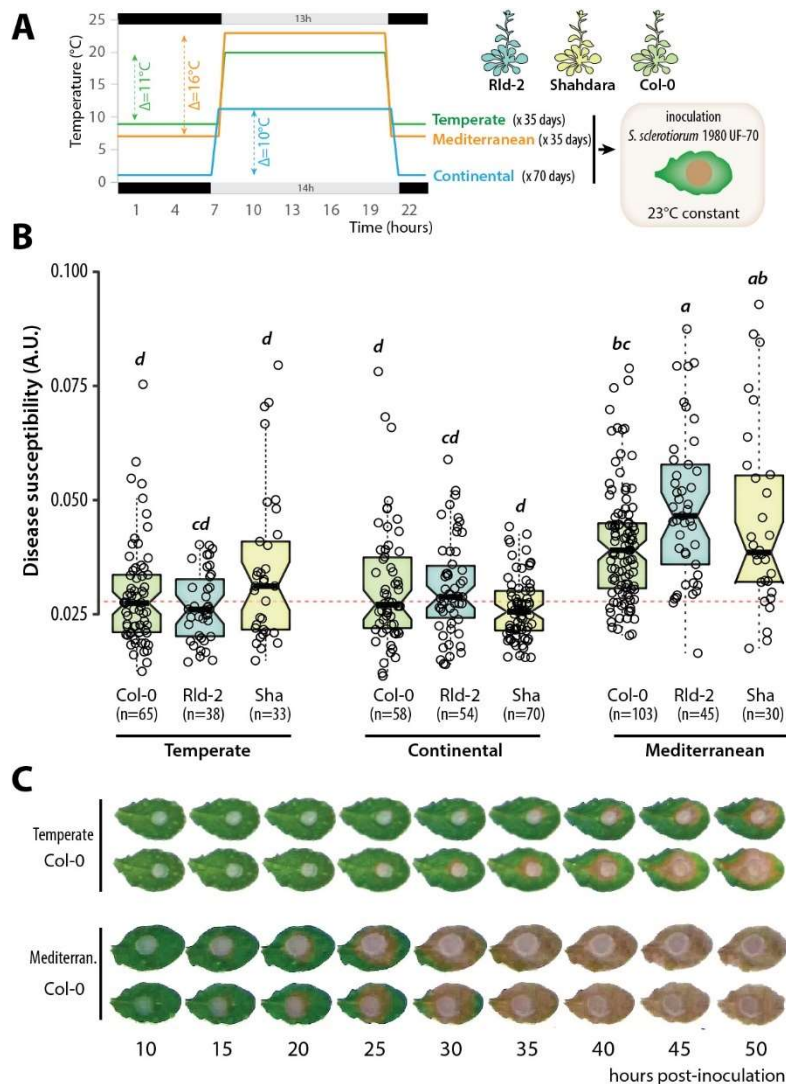 A
Temperature (°C)
25
20
15
10
5
0
13h
Δ=11°C
Δ=16°C
Δ=10°C
14h
1 4 7 10 13 16 19 22
Time (hours)
Rld-2 Shahdara Col-0
Temperate (x 35 days)
Mediterranean (x 35 days)
Continental (x 70 days)
inoculation
S. sclerotiorum 1980 UF-70
23°C constant
B
Disease susceptibility (A.U.)
0.100
0.075
0.050
0.025
d cd d d cd d bc a ab
Col-0 Rld-2 Sha Col-0 Rld-2 Sha Col-0 Rld-2 Sha
(n=65) (n=38) (n=33) (n=58) (n=54) (n=70) (n=103) (n=45) (n=30)
Temperate Continental Mediterranean
C
Temperate
Col-0
Mediterran.
Col-0
10 15 20 25 30 35 40 45 50
hours post-inoculation